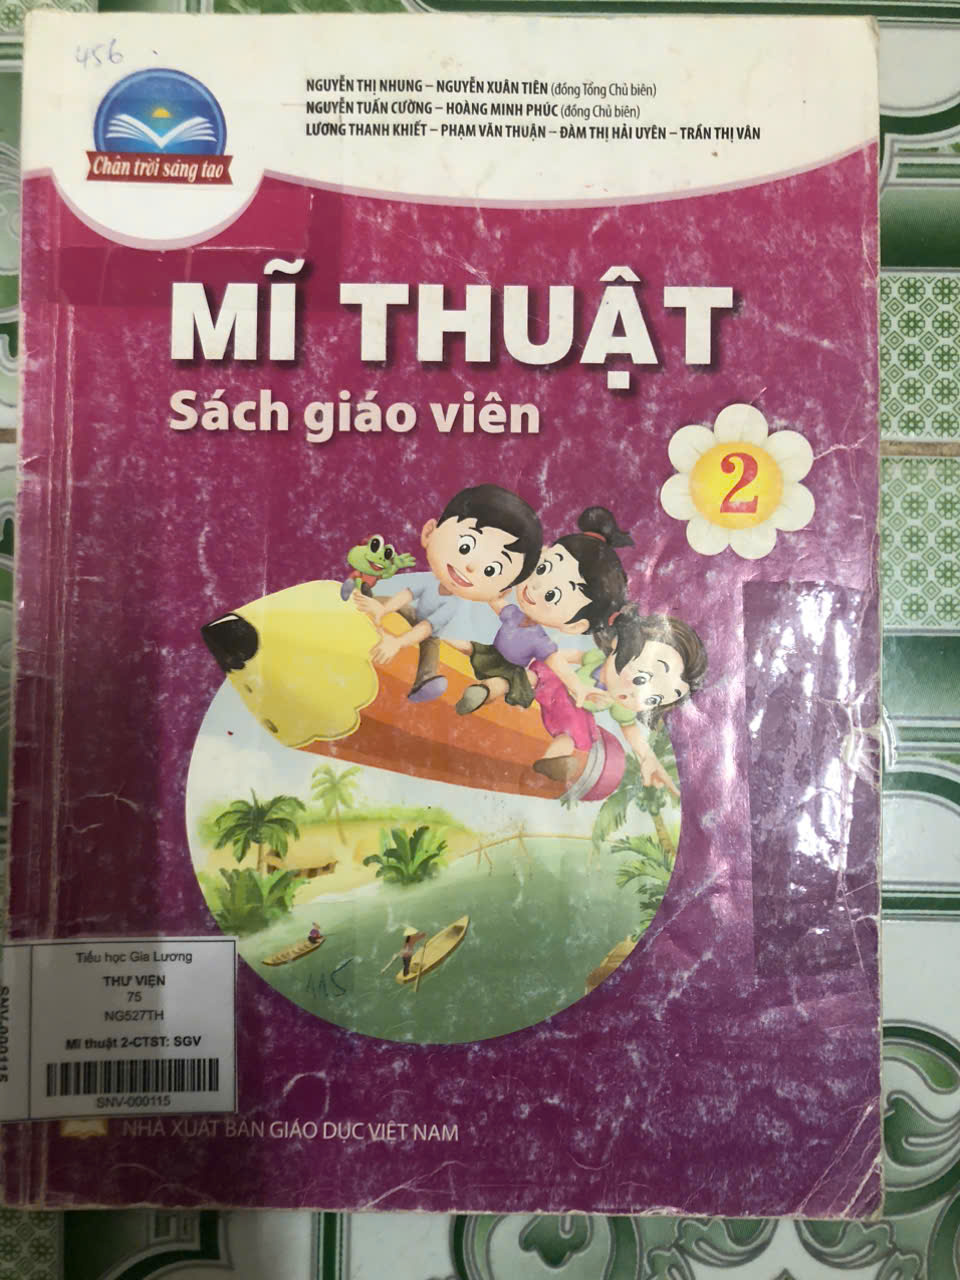 456
NGUYỄN THỊ NHUNG – NGUYỄN XUÂN TIÊN (đồng Tổng Chủ biên)
NGUYỄN TUẤN CƯỜNG – HOÀNG MINH PHÚC (đồng Chủ biên)
LƯƠNG THANH KHIẾT – PHẠM VĂN THUẬN – ĐÀM THỊ HẢI UYÊN – TRẦN THỊ VÂN
Chân trời sáng tạo
MĨ THUẬT
Sách giáo viên
2
115
Tiểu học Gia Lương
THƯ VIỆN
75
NG527TH
Mĩ thuật 2-CTST: SGV
SNV-000115
SNV-000115
NHÀ XUẤT BẢN GIÁO DỤC VIỆT NAM